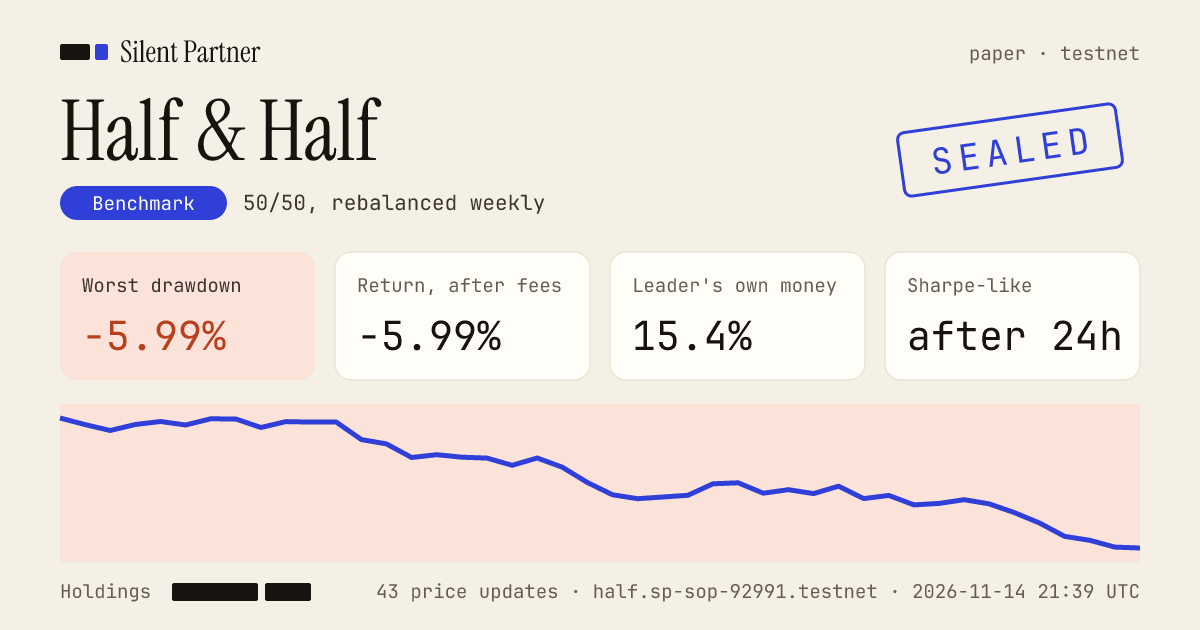 Silent Partner
paper · testnet
Half & Half
SEALED
Benchmark
50/50, rebalanced weekly
Worst drawdown
-5.99%
Return, after fees
-5.99%
Leader's own money
15.4%
Sharpe-like
after 24h
Holdings
43 price updates · half.sp-sop-92991.testnet · 2026-11-14 21:39 UTC